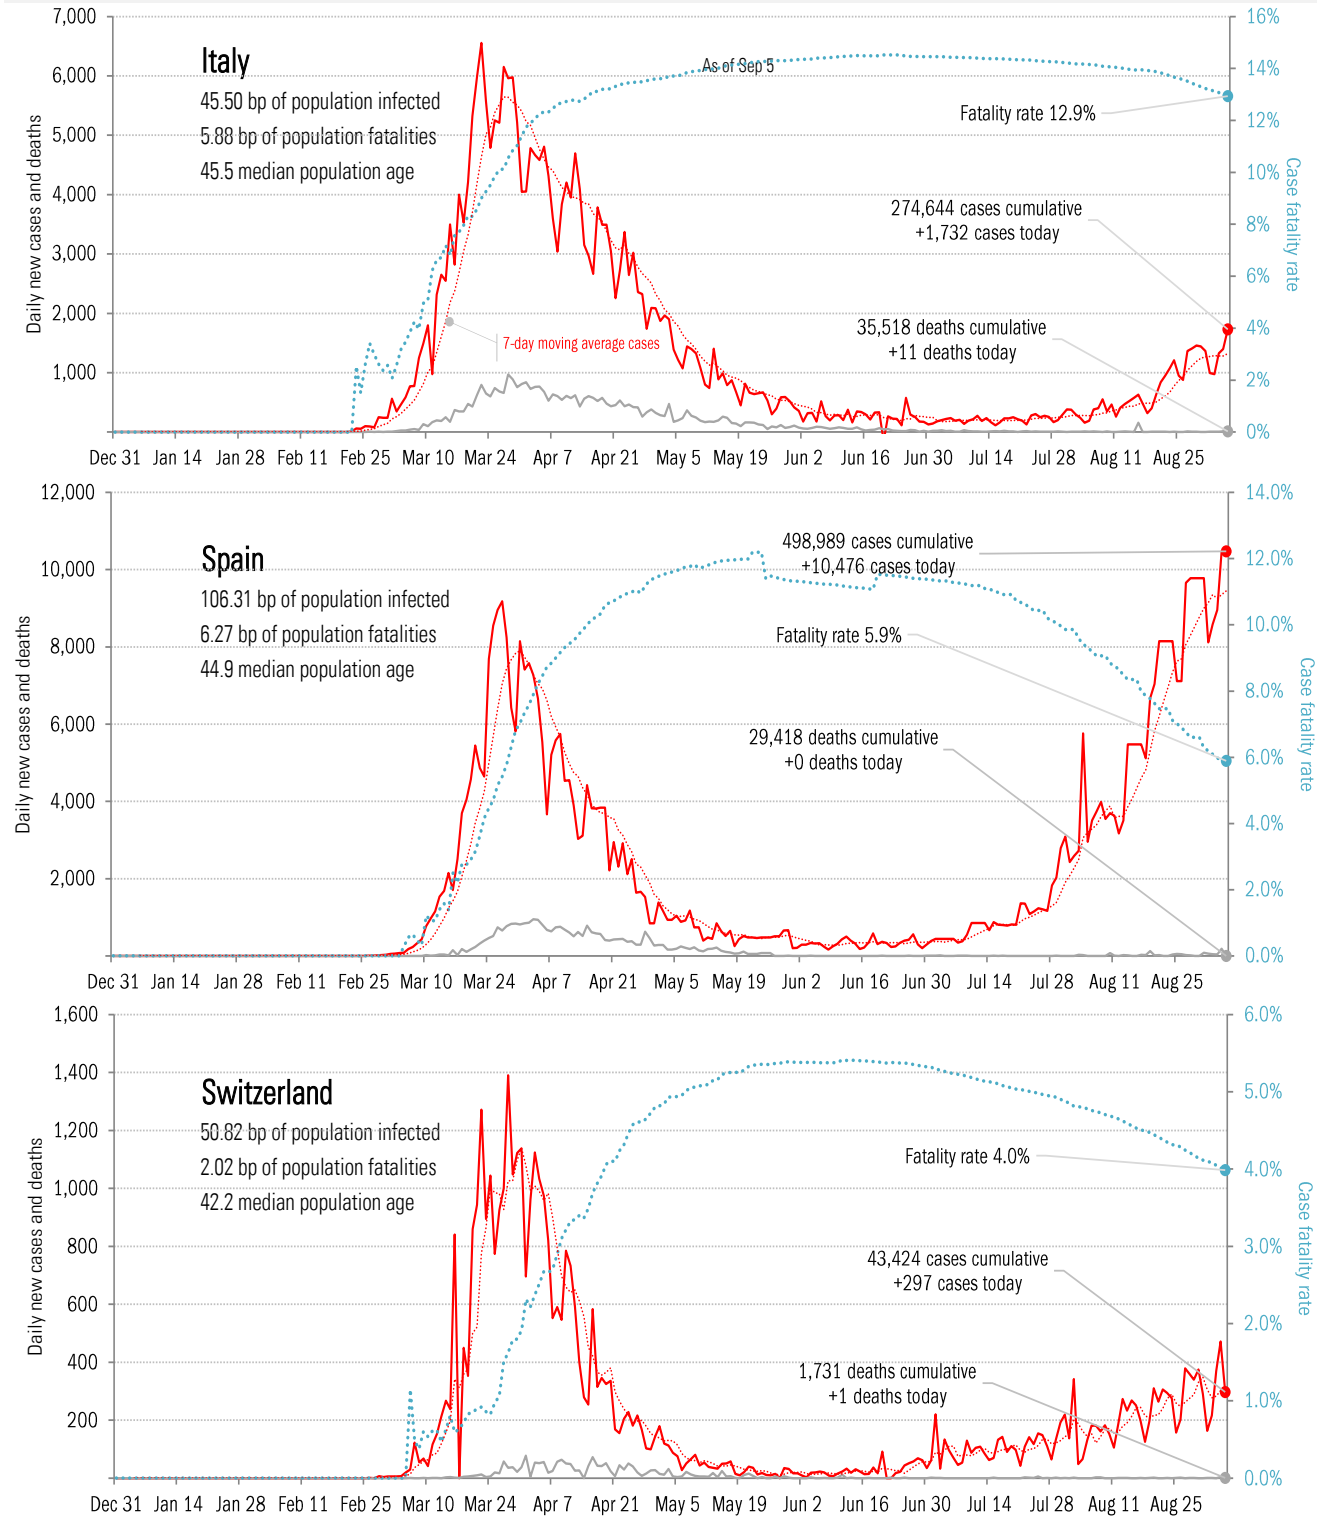 7,000
6,000
5,000
4,000
3,000
2,000
1,000
Daily new cases and deaths
Italy
45.50 bp of population infected
5.88 bp of population fatalities
45.5 median population age
As of Sep 5
Fatality rate 12.9%
274,644 cases cumulative
+1,732 cases today
35,518 deaths cumulative
+11 deaths today
7-day moving average cases
16%
14%
12%
10%
8%
6%
4%
2%
0%
Case fatality rate
Dec 31 Jan 14 Jan 28 Feb 11 Feb 25 Mar 10 Mar 24 Apr 7 Apr 21 May 5 May 19 Jun 2 Jun 16 Jun 30 Jul 14 Jul 28 Aug 11 Aug 25
12,000
10,000
8,000
6,000
4,000
2,000
Daily new cases and deaths
Spain
106.31 bp of population infected
6.27 bp of population fatalities
44.9 median population age
498,989 cases cumulative
+10,476 cases today
Fatality rate 5.9%
29,418 deaths cumulative
+0 deaths today
14.0%
12.0%
10.0%
8.0%
6.0%
4.0%
2.0%
0.0%
Case fatality rate
Dec 31 Jan 14 Jan 28 Feb 11 Feb 25 Mar 10 Mar 24 Apr 7 Apr 21 May 5 May 19 Jun 2 Jun 16 Jun 30 Jul 14 Jul 28 Aug 11 Aug 25
1,600
1,400
1,200
1,000
800
600
400
200
Daily new cases and deaths
Switzerland
50.82 bp of population infected
2.02 bp of population fatalities
42.2 median population age
Fatality rate 4.0%
43,424 cases cumulative
+297 cases today
1,731 deaths cumulative
+1 deaths today
6.0%
5.0%
4.0%
3.0%
2.0%
1.0%
0.0%
Case fatality rate
Dec 31 Jan 14 Jan 28 Feb 11 Feb 25 Mar 10 Mar 24 Apr 7 Apr 21 May 5 May 19 Jun 2 Jun 16 Jun 30 Jul 14 Jul 28 Aug 11 Aug 25